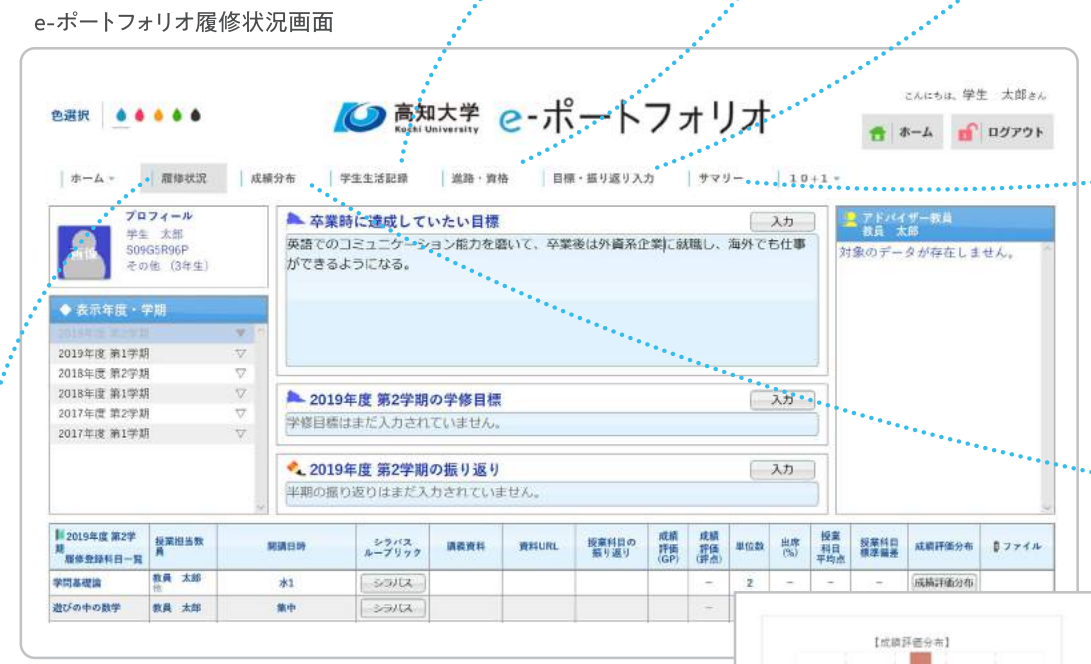 e-ポートフォリオ履修状況画面
こんにちは、学生 太郎さん
色選択
高知大学
Kochi University
e-ポートフォリオ
ホーム
ログアウト
ホーム
履修状況
成績分布
学生生活記録
進路・資格
目標・振り返り入力
サマリー
10+1
プロフィール
学生 太郎
S09G5R96P
その他 (3年生)
画像
◆ 表示年度・学期
2019年度 第2学期
2019年度 第1学期
2018年度 第2学期
2018年度 第1学期
2017年度 第2学期
2017年度 第1学期
卒業時に達成していたい目標
入力
英語でのコミュニケーション能力を磨いて、卒業後は外資系企業に就職し、海外でも仕事
ができるようになる。
2019年度 第2学期の学修目標
入力
学修目標はまだ入力されていません。
2019年度 第2学期の振り返り
入力
半期の振り返りはまだ入力されていません。
アドバイザー教員
教員 太郎
対象のデータが存在しません。
2019年度 第2学
期
履修登録科目一覧
授業担当教
員
開講日時
シラバス
ルーブリック
講義資料
資料URL
授業科目の
振り返り
成績
評価
(GP)
成績
評価
(評点)
単位数
出席
(%)
授業
科目
平均点
授業科目
標準偏差
成績評価分布
ファイル
学問基礎論
教員 太郎
他
水1
シラバス
－
2
－
－
－
成績評価分布
遊びの中の数学
教員 太郎
集中
シラバス
－
【成績評価分布】